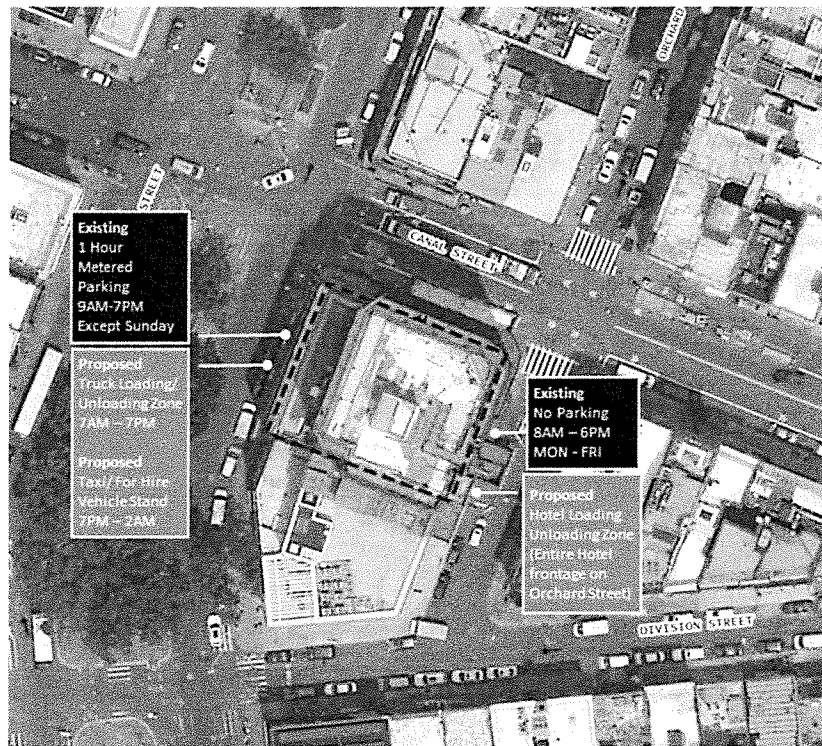 ORCHARD
STREET
CANAL STREET
Existing
1 Hour
Metered
Parking
9AM-7PM
Except Sunday
Proposed
Truck Loading/
Unloading Zone
7AM – 7PM
Proposed
Taxi/ For Hire
Vehicle Stand
7PM – 2AM
Existing
No Parking
8AM – 6PM
MON - FRI
Proposed
Hotel Loading
Unloading Zone
(Entire Hotel
frontage on
Orchard Street)
DIVISION STREET